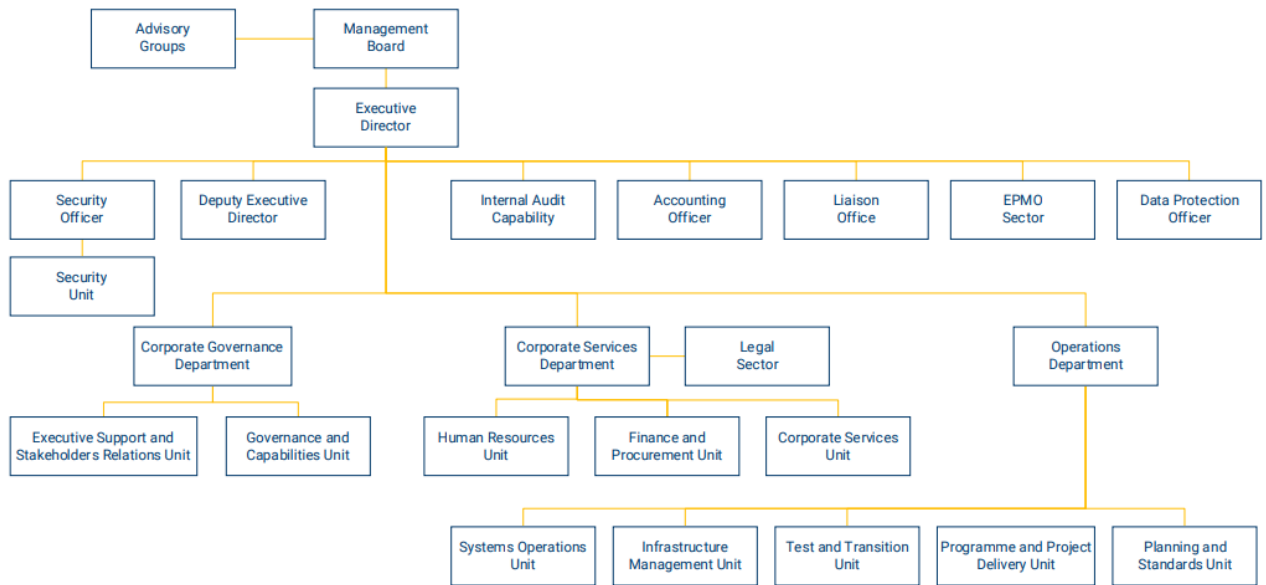 Advisory
Groups
Management
Board
Executive
Director
Security
Officer
Deputy Executive
Director
Internal Audit
Capability
Accounting
Officer
Liaison
Office
EPMO
Sector
Data Protection
Officer
Security
Unit
Corporate Governance
Department
Corporate Services
Department
Legal
Sector
Operations
Department
Executive Support and
Stakeholders Relations Unit
Governance and
Capabilities Unit
Human Resources
Unit
Finance and
Procurement Unit
Corporate Services
Unit
Systems Operations
Unit
Infrastructure
Management Unit
Test and Transition
Unit
Programme and Project
Delivery Unit
Planning and
Standards Unit